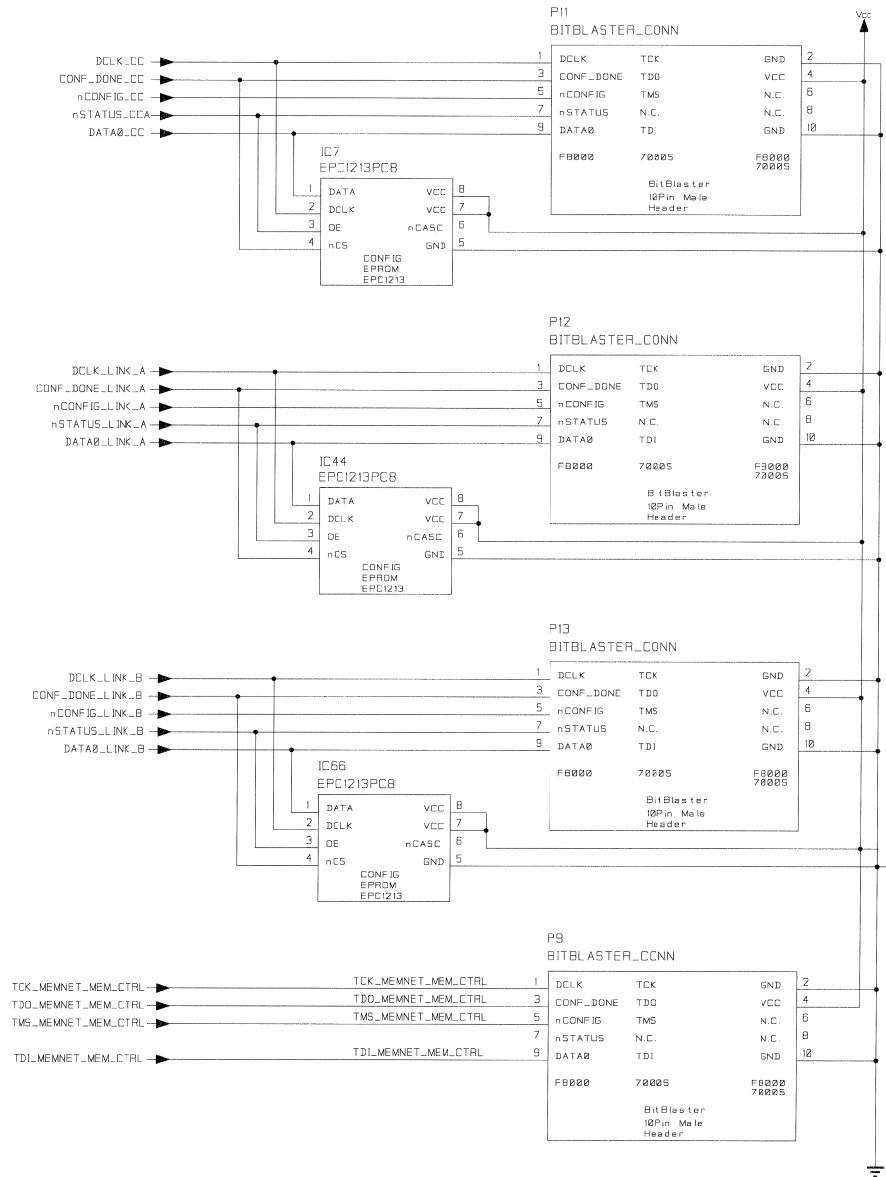 P11
BITBLASTER_CONN
Vcc
DCLK_CC 1 DCLK TCK GND 2
CONF_DONE_CC 3 CONF_DONE TDO VCC 4
nCONFIG_CC 5 nCONFIG TMS N.C. 6
nSTATUS_CCA 7 nSTATUS N.C. N.C. 8
DATA0_CC 9 DATA0 TDI GND 10
F8000 7000S F8000
7000S
BitBlaster
10Pin Male
Header
IC7
EPC1213PC8
1 DATA VCC 8
2 DCLK VCC 7
3 OE nCASC 6
4 nCS GND 5
CONFIG
EPROM
EPC1213
P12
BITBLASTER_CONN
DCLK_LINK_A 1 DCLK TCK GND 2
CONF_DONE_LINK_A 3 CONF_DONE TDO VCC 4
nCONFIG_LINK_A 5 nCONFIG TMS N.C. 6
nSTATUS_LINK_A 7 nSTATUS N.C. N.C. 8
DATA0_LINK_A 9 DATA0 TDI GND 10
F8000 7000S F8000
7000S
BitBlaster
10Pin Male
Header
IC44
EPC1213PC8
1 DATA VCC 8
2 DCLK VCC 7
3 OE nCASC 6
4 nCS GND 5
CONFIG
EPROM
EPC1213
P13
BITBLASTER_CONN
DCLK_LINK_B 1 DCLK TCK GND 2
CONF_DONE_LINK_B 3 CONF_DONE TDO VCC 4
nCONFIG_LINK_B 5 nCONFIG TMS N.C. 6
nSTATUS_LINK_B 7 nSTATUS N.C. N.C. 8
DATA0_LINK_B 9 DATA0 TDI GND 10
F8000 7000S F8000
7000S
BitBlaster
10Pin Male
Header
IC66
EPC1213PC8
1 DATA VCC 8
2 DCLK VCC 7
3 OE nCASC 6
4 nCS GND 5
CONFIG
EPROM
EPC1213
P9
BITBLASTER_CONN
TCK_MEMNET_MEM_CTRL TCK_MEMNET_MEM_CTRL 1 DCLK TCK GND 2
TDO_MEMNET_MEM_CTRL TDO_MEMNET_MEM_CTRL 3 CONF_DONE TDO VCC 4
TMS_MEMNET_MEM_CTRL TMS_MEMNET_MEM_CTRL 5 nCONFIG TMS N.C. 6
7 nSTATUS N.C. N.C. 8
TDI_MEMNET_MEM_CTRL TDI_MEMNET_MEM_CTRL 9 DATA0 TDI GND 10
F8000 7000S F8000
7000S
BitBlaster
10Pin Male
Header